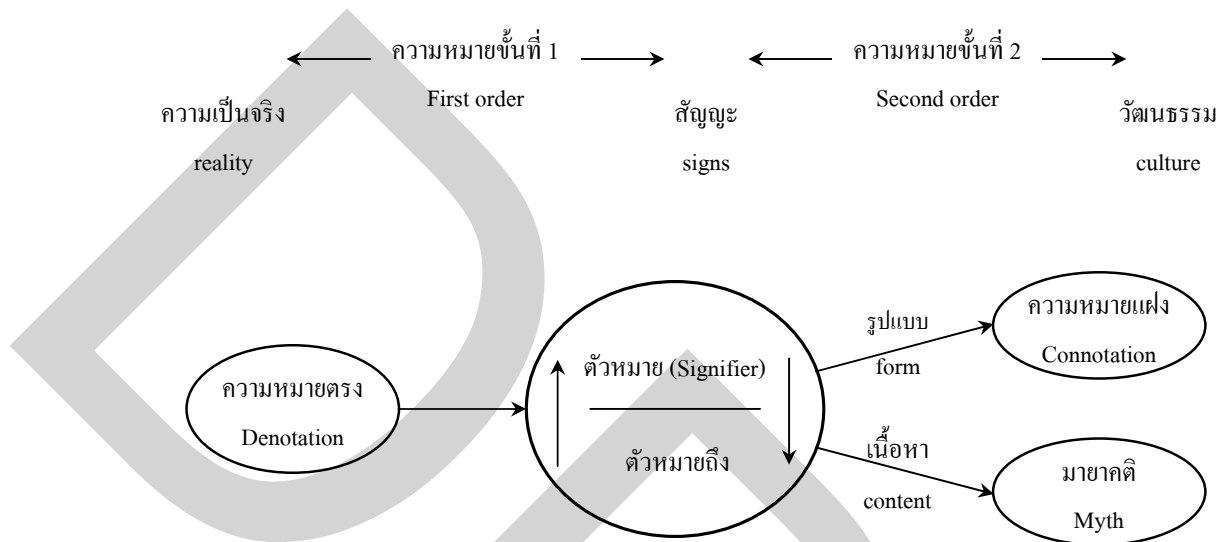 ความหมายขั้นที่ 1
First order
ความหมายขั้นที่ 2
Second order
ความเป็นจริง
reality
สัญญะ
signs
วัฒนธรรม
culture
ความหมายตรง
Denotation
ตัวหมาย (Signifier)
ตัวหมายถึง
รูปแบบ
form
เนื้อหา
content
ความหมายแฝง
Connotation
มายาคติ
Myth